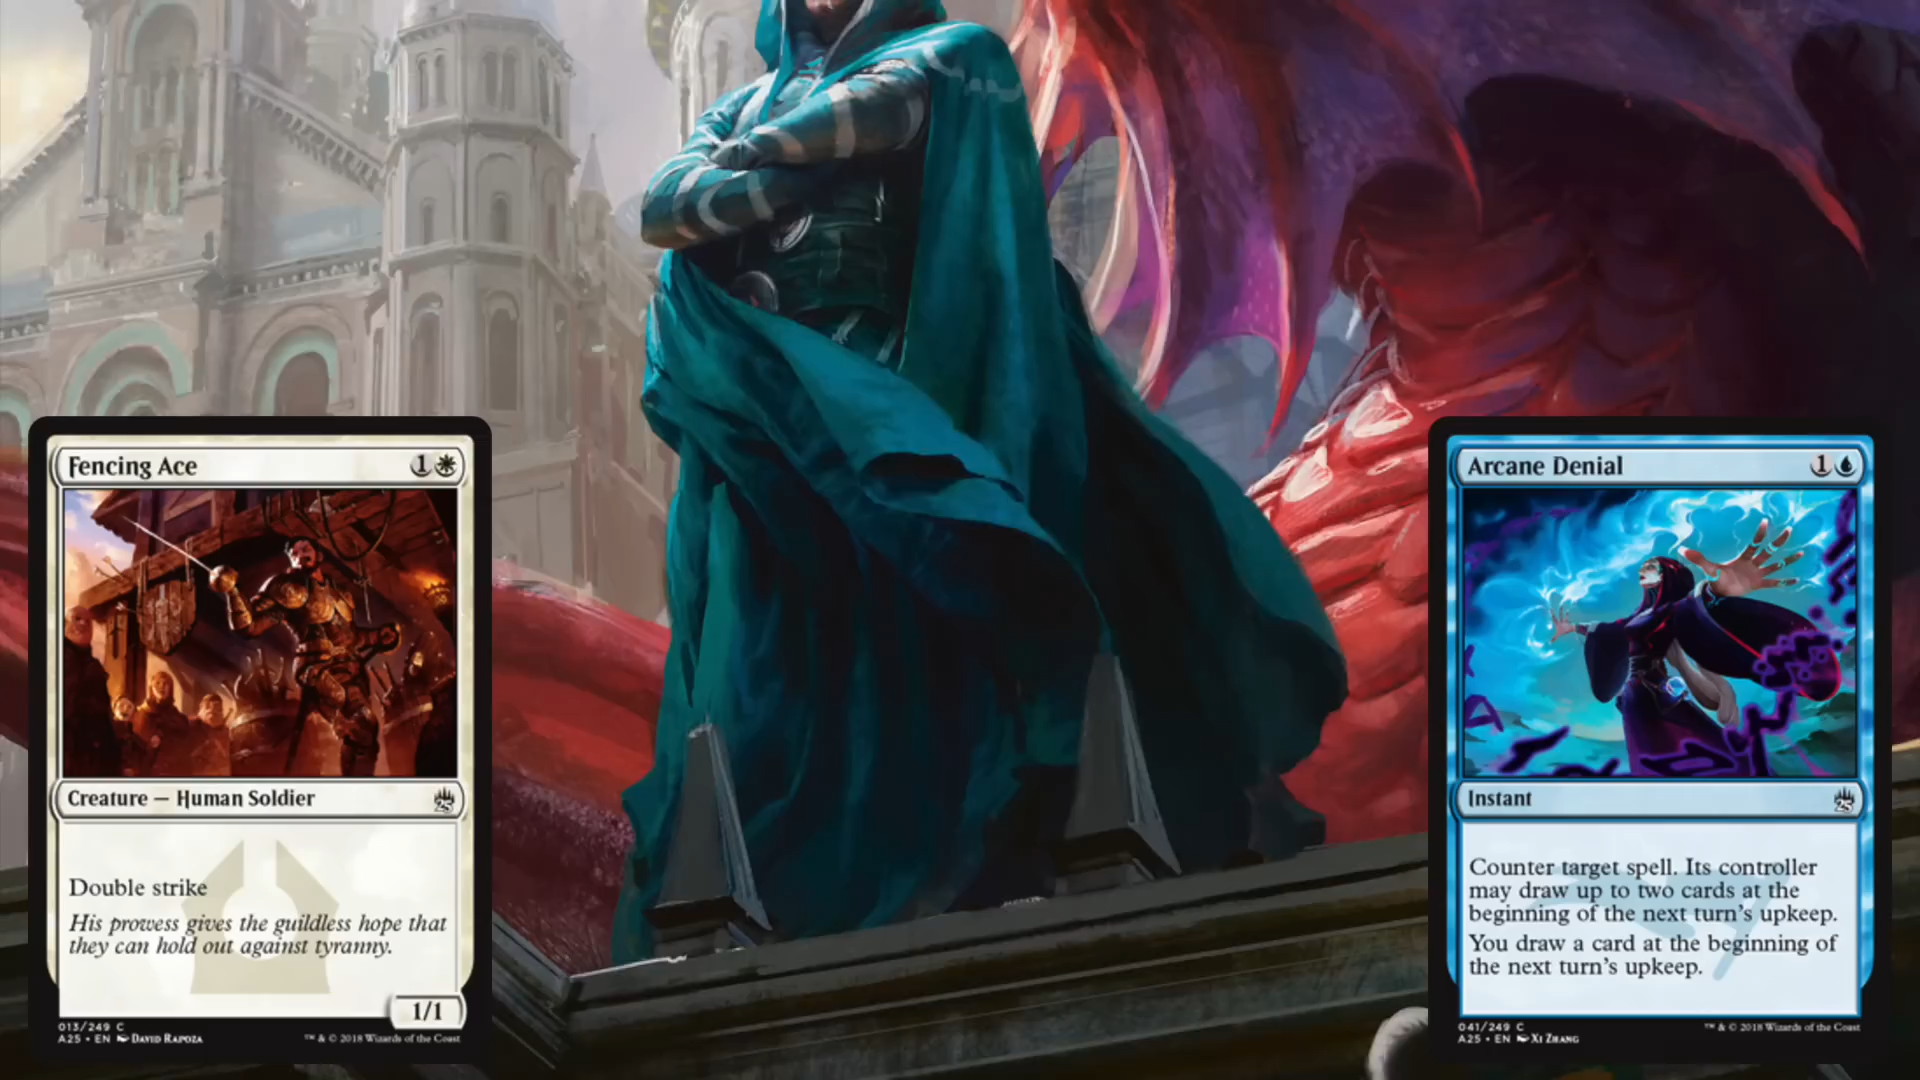 Fencing Ace 1
Creature — Human Soldier 25
Double strike
His prowess gives the guildless hope that
they can hold out against tyranny.
1/1
013/249 C
A25 • EN DAVID RAPOZA ™ & © 2018 Wizards of the Coast
Arcane Denial 1
Instant 25
Counter target spell. Its controller
may draw up to two cards at the
beginning of the next turn's upkeep.
You draw a card at the beginning of
the next turn's upkeep.
041/249 C
A25 • EN XI ZHANG ™ & © 2018 Wizards of the Coast